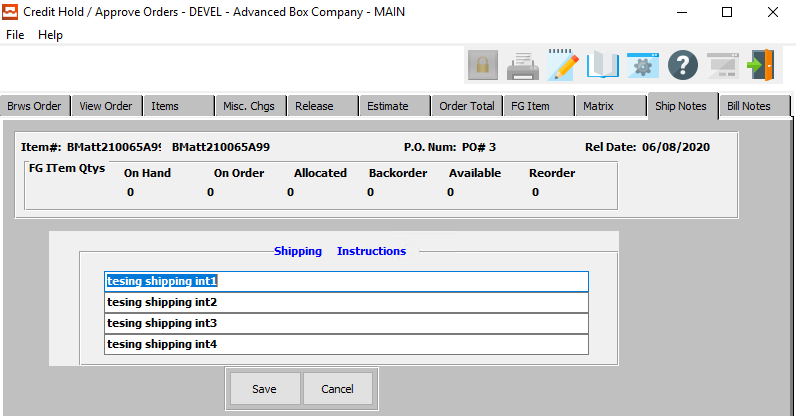 Credit Hold / Approve Orders - DEVEL - Advanced Box Company - MAIN
File Help
Brws Order View Order Items Misc. Chgs Release Estimate Order Total FG Item Matrix Ship Notes Bill Notes
Item#: BMatt210065A99 BMatt210065A99 P.O. Num: PO# 3 Rel Date: 06/08/2020
FG ITem Qtys On Hand On Order Allocated Backorder Available Reorder
0 0 0 0 0 0
Shipping Instructions
tesing shipping int1
tesing shipping int2
tesing shipping int3
tesing shipping int4
Save Cancel